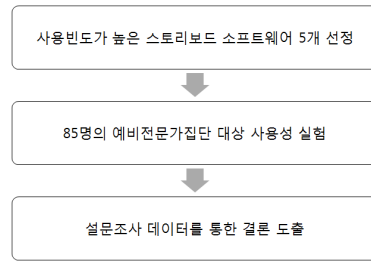 사용빈도가 높은 스토리보드 소프트웨어 5개 선정
85명의 예비전문가집단 대상 사용성 실험
설문조사 데이터를 통한 결론 도출